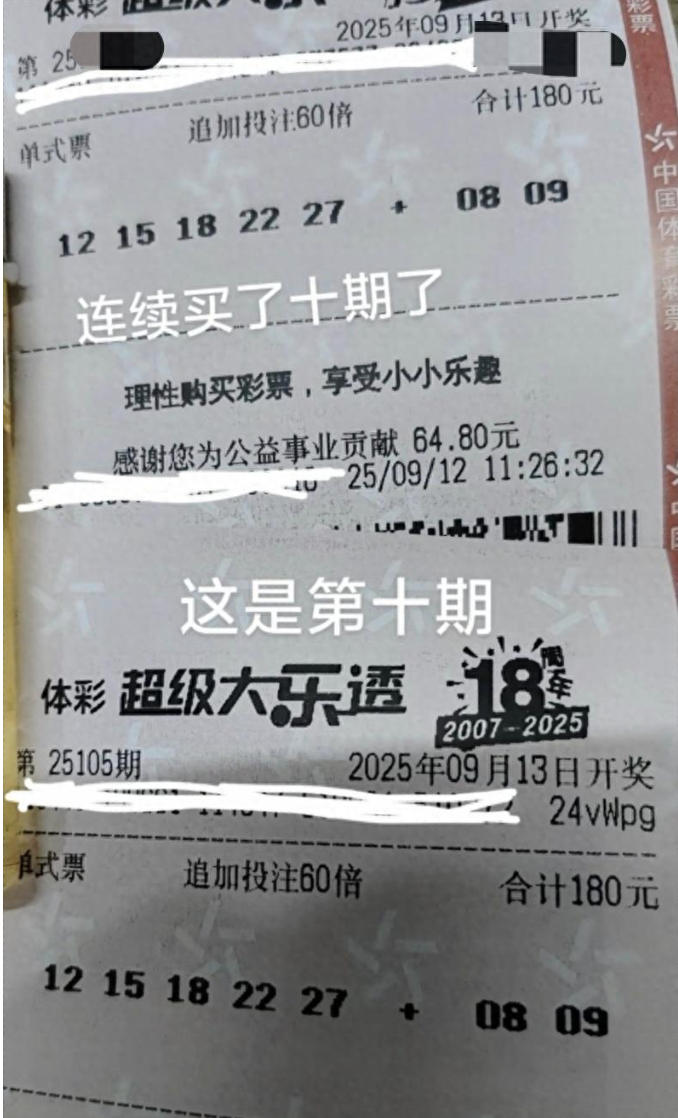 体彩 超级大乐透
彩票
2025年09月13日开奖
第 25
合计180元
追加投注60倍
单式票
中国体育彩票
12 15 18 22 27 + 08 09
连续买了十期了
理性购买彩票，享受小小乐趣
感谢您为公益事业贡献 64.80元
25/09/12 11:26:32
这是第十期
体彩 超级大乐透 18周年
2007-2025
第 25105期 2025年09月13日开奖
24vWpg
单式票 追加投注60倍 合计180元
12 15 18 22 27 + 08 09